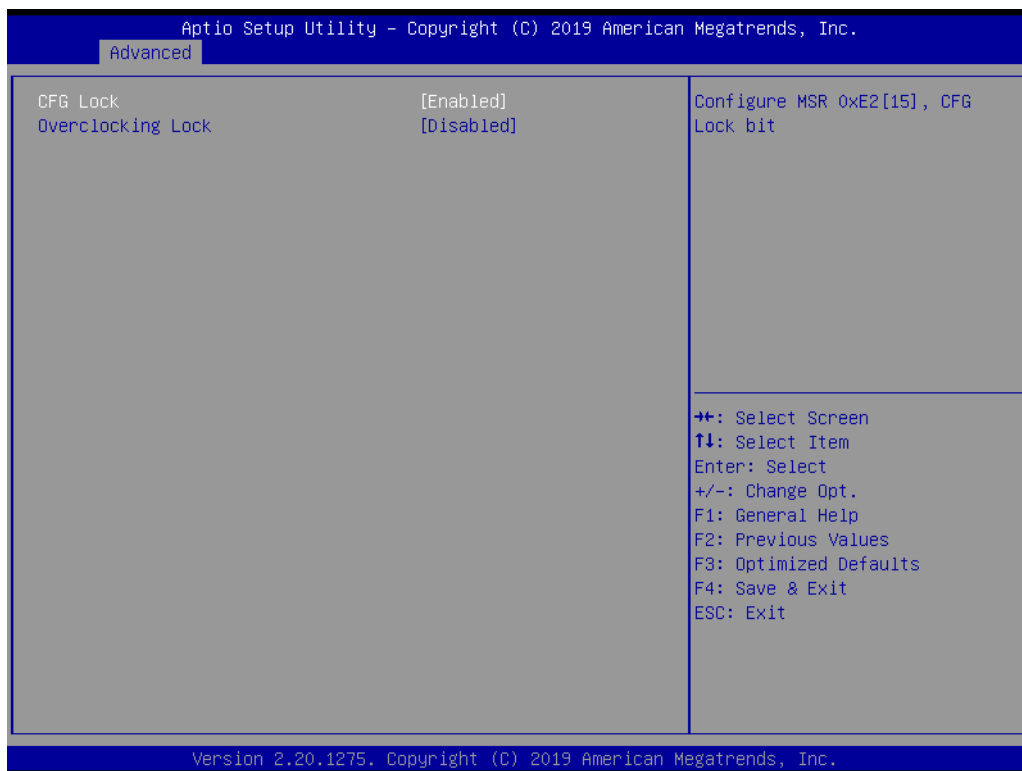 Aptio Setup Utility – Copyright (C) 2019 American Megatrends, Inc.
Advanced
CFG Lock [Enabled]
Overclocking Lock [Disabled]
Configure MSR 0xE2[15], CFG
Lock bit
→←: Select Screen
↑↓: Select Item
Enter: Select
+/-: Change Opt.
F1: General Help
F2: Previous Values
F3: Optimized Defaults
F4: Save & Exit
ESC: Exit
Version 2.20.1275. Copyright (C) 2019 American Megatrends, Inc.